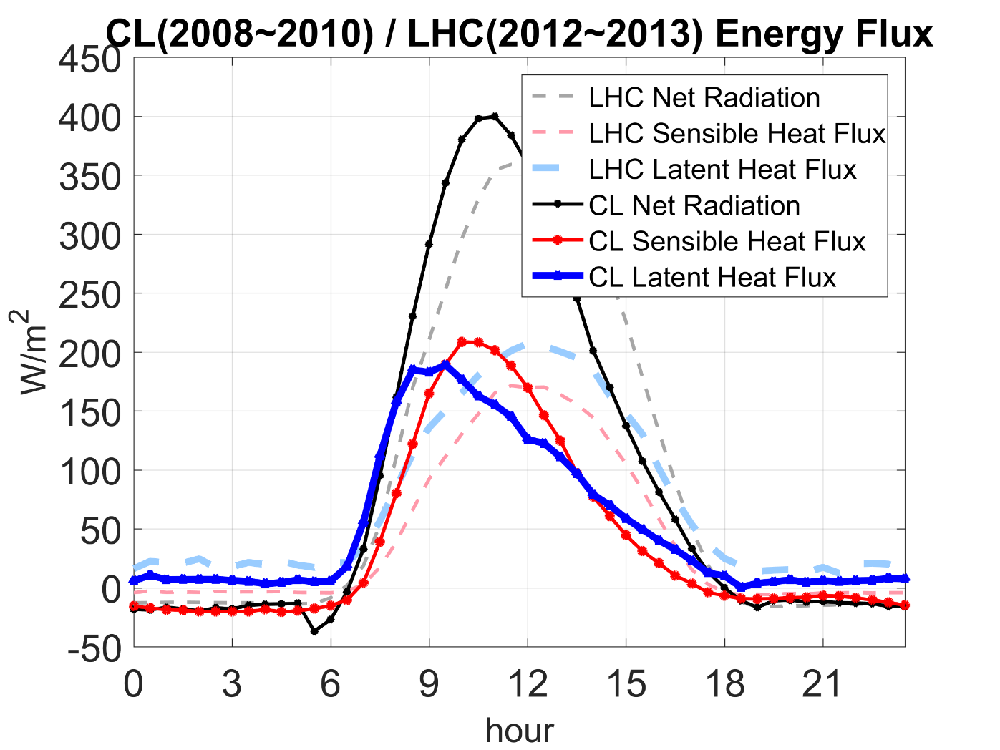 CL(2008~2010) / LHC(2012~2013) Energy Flux
450
400
350
300
250
200
150
100
50
0
-50
W/m2
LHC Net Radiation
LHC Sensible Heat Flux
LHC Latent Heat Flux
CL Net Radiation
CL Sensible Heat Flux
CL Latent Heat Flux
0 3 6 9 12 15 18 21
hour